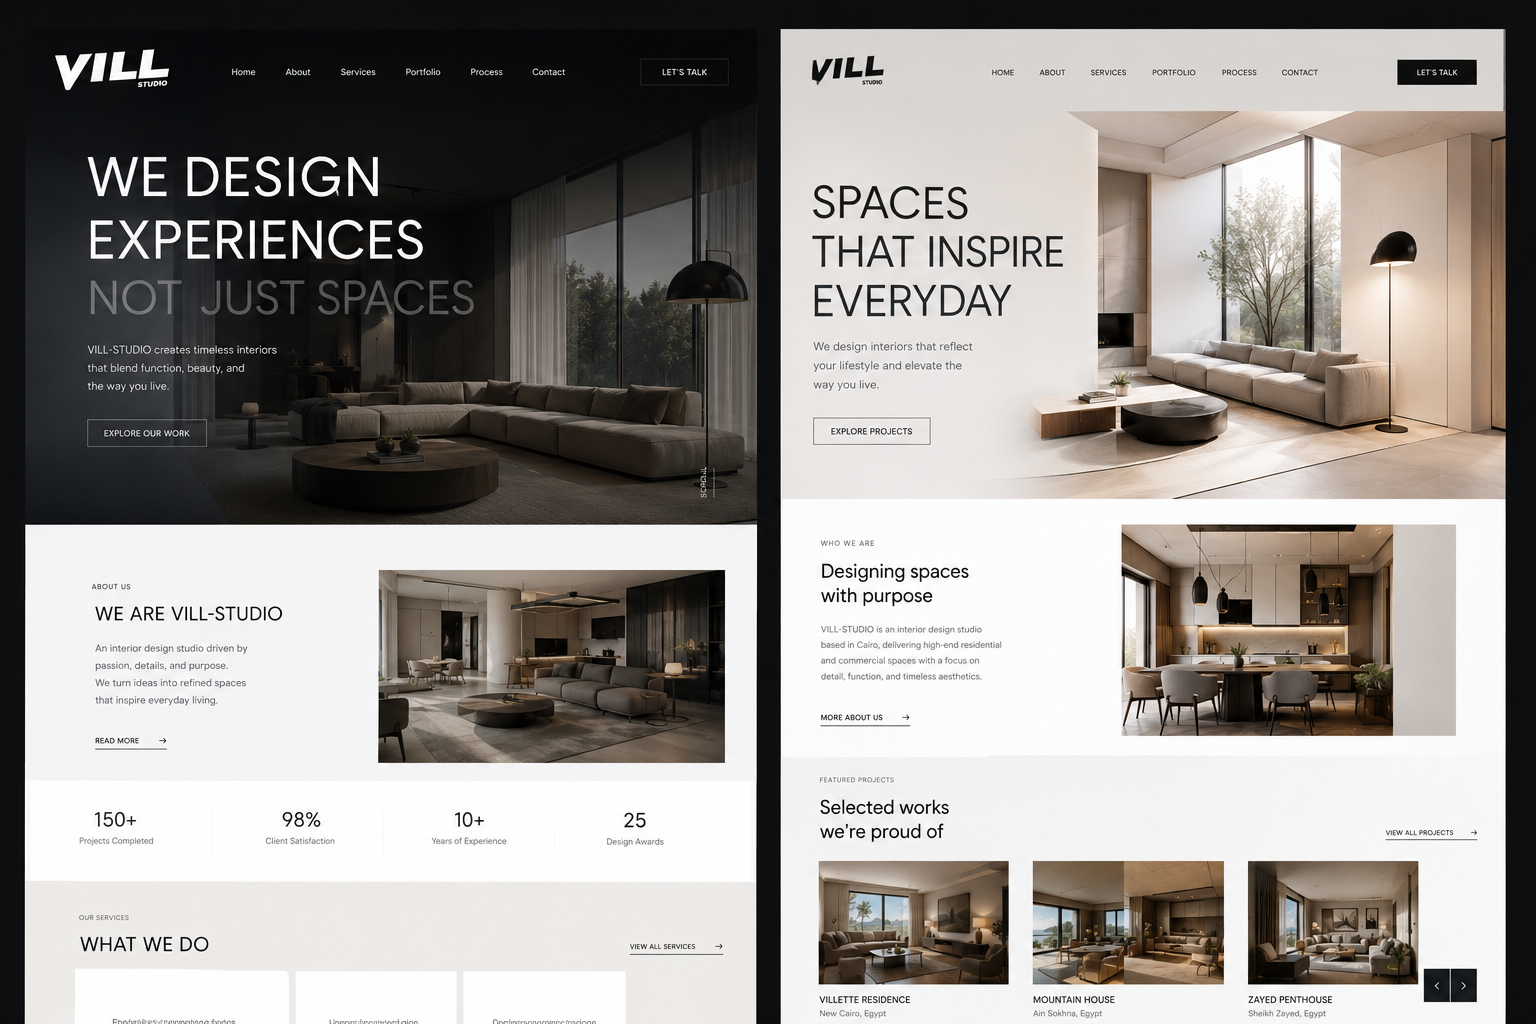 VILL
STUDIO
Home
About
Services
Portfolio
Process
Contact
LET'S TALK
WE DESIGN
EXPERIENCES
NOT JUST SPACES
VILL-STUDIO creates timeless interiors
that blend function, beauty, and
the way you live.
EXPLORE OUR WORK
ABOUT US
WE ARE VILL-STUDIO
An interior design studio driven by
passion, details, and purpose.
We turn ideas into refined spaces
that inspire everyday living.
READ MORE
150+
Projects Completed
98%
Client Satisfaction
10+
Years of Experience
25
Design Awards
OUR SERVICES
WHAT WE DO
VIEW ALL SERVICES
VILL
STUDIO
HOME
ABOUT
SERVICES
PORTFOLIO
PROCESS
CONTACT
LET'S TALK
SPACES
THAT INSPIRE
EVERYDAY
We design interiors that reflect
your lifestyle and elevate the
way you live.
EXPLORE PROJECTS
WHO WE ARE
Designing spaces
with purpose
VILL-STUDIO is an interior design studio
based in Cairo, delivering high-end residential
and commercial spaces with a focus on
detail, function, and timeless aesthetics.
MORE ABOUT US
FEATURED PROJECTS
Selected works
we're proud of
VIEW ALL PROJECTS
VILLETTE RESIDENCE
New Cairo, Egypt
MOUNTAIN HOUSE
Ain Sokhna, Egypt
ZAYED PENTHOUSE
Sheikh Zayed, Egypt